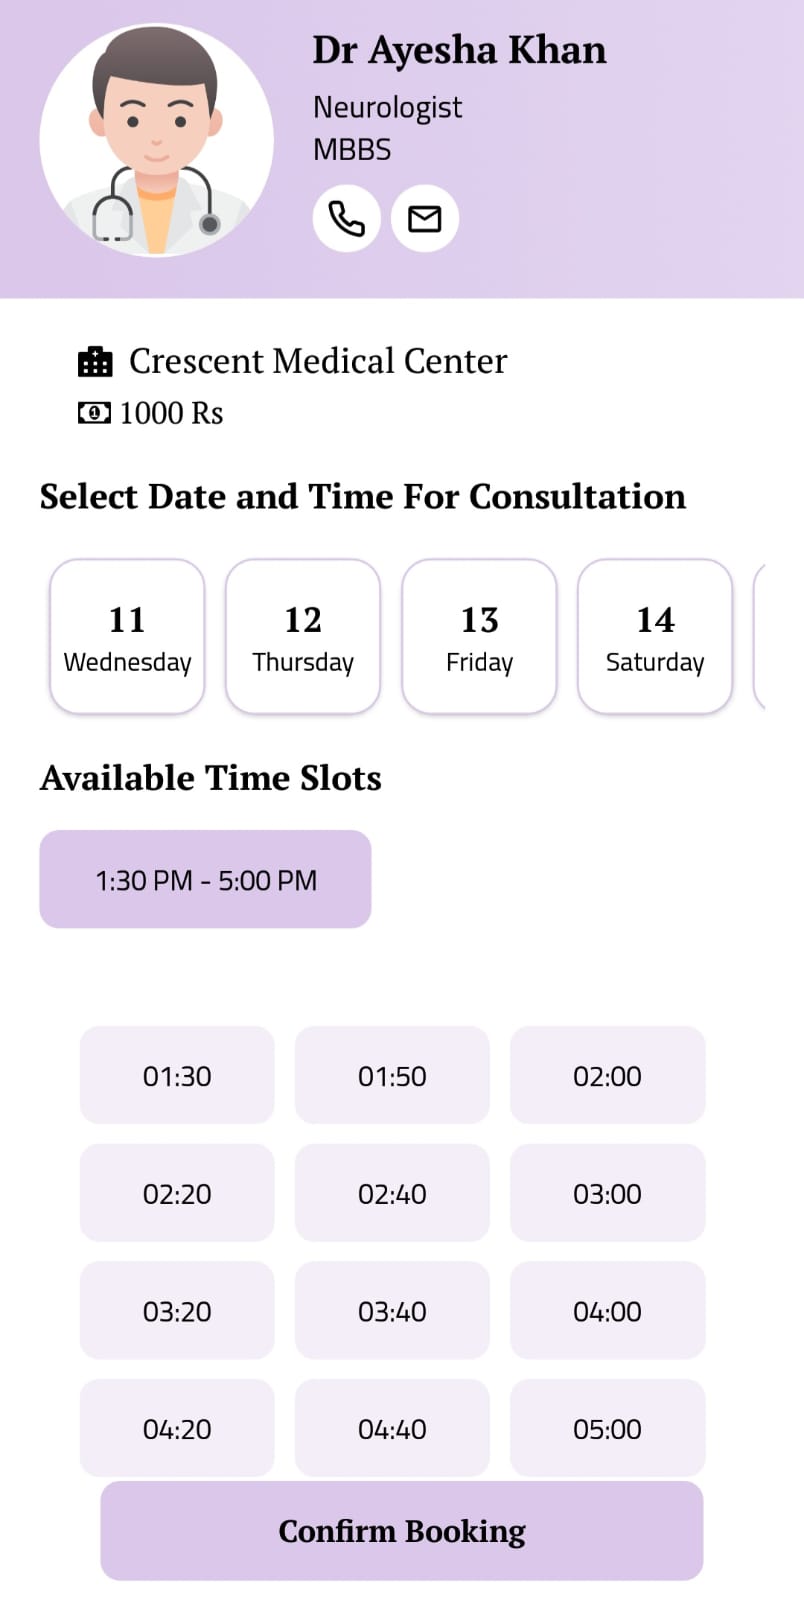 Dr Ayesha Khan
Neurologist
MBBS
Crescent Medical Center
1000 Rs
Select Date and Time For Consultation
11 12 13 14
Wednesday Thursday Friday Saturday
Available Time Slots
1:30 PM - 5:00 PM
01:30 01:50 02:00
02:20 02:40 03:00
03:20 03:40 04:00
04:20 04:40 05:00
Confirm Booking